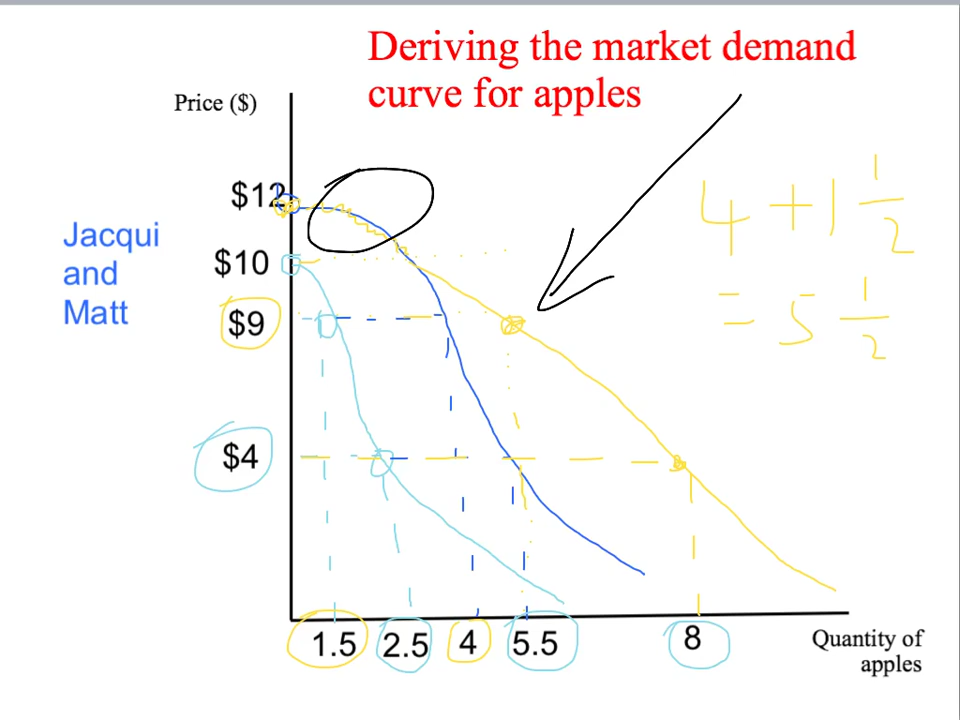 Deriving the market demand
curve for apples
Price ($)
$12
Jacqui
and
Matt
$10
$9
$4
4 + 1 1/2
= 5 1/2
1.5 2.5 4 5.5 8
Quantity of
apples